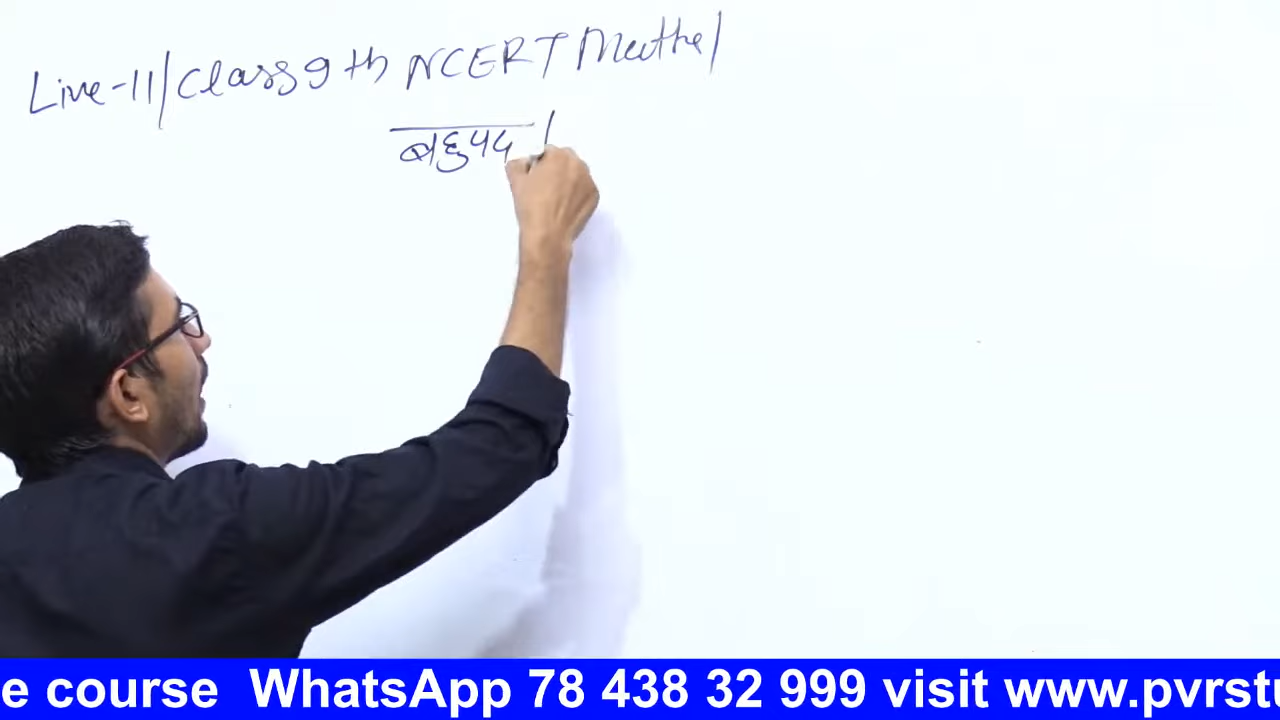 Live-11/Class 9th NCERT Maths/
बहुपद/
e course WhatsApp 78 438 32 999 visit www.pvrstu